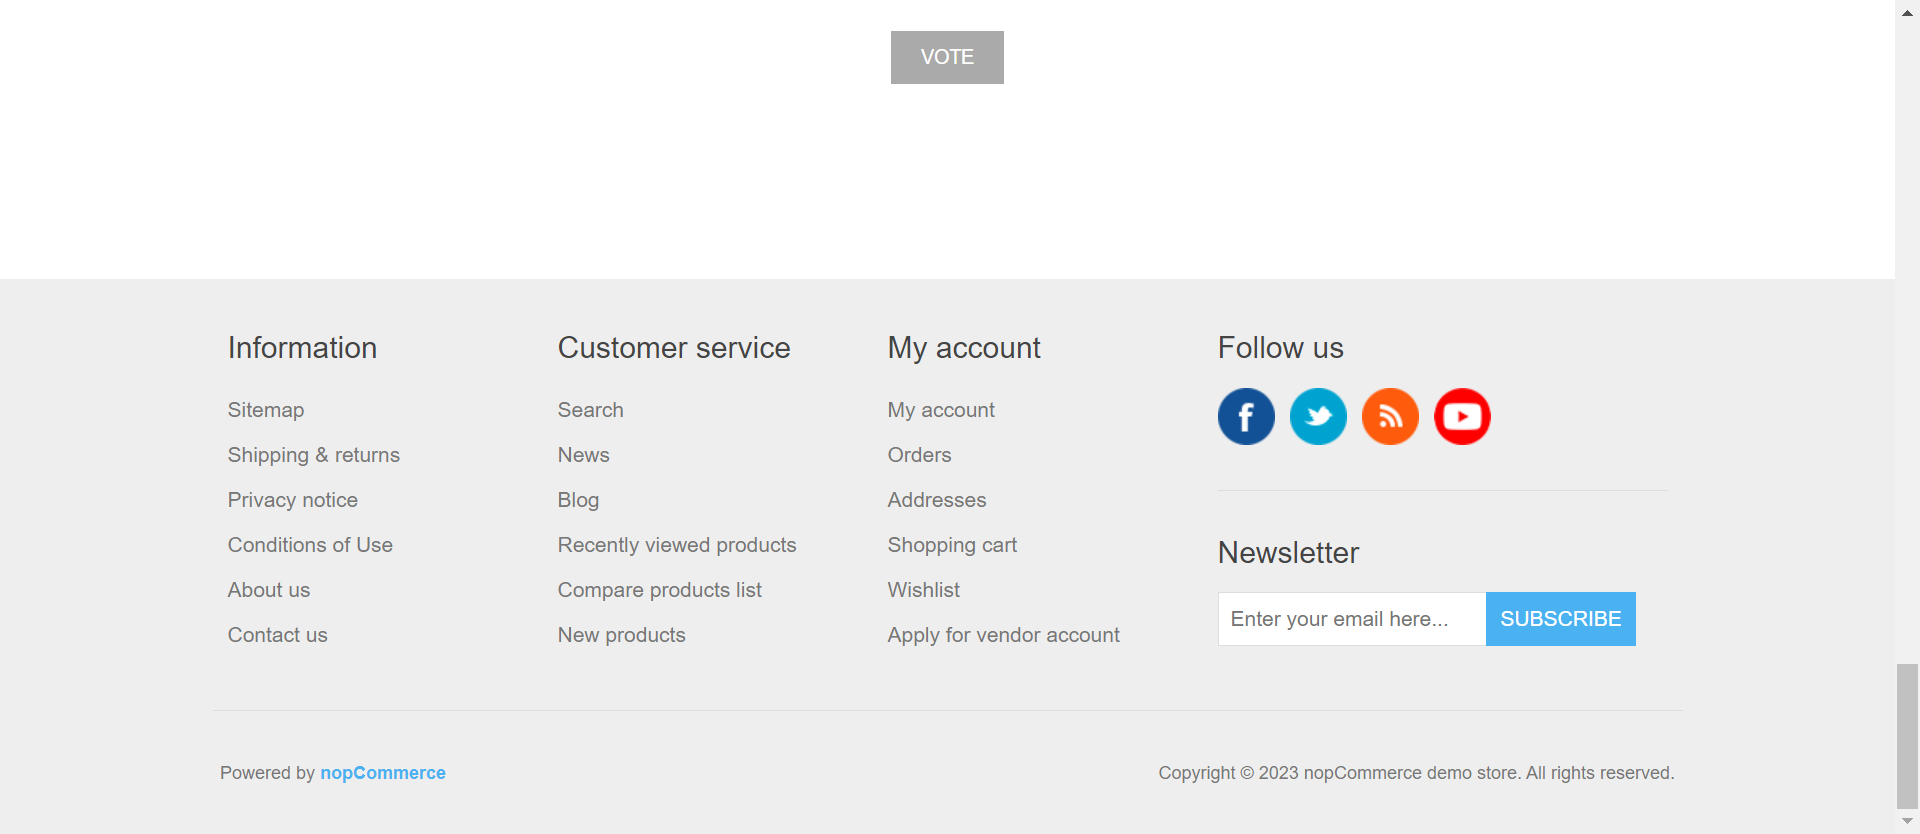 VOTE
Information
Sitemap
Shipping & returns
Privacy notice
Conditions of Use
About us
Contact us
Customer service
Search
News
Blog
Recently viewed products
Compare products list
New products
My account
My account
Orders
Addresses
Shopping cart
Wishlist
Apply for vendor account
Follow us
Newsletter
Enter your email here...
SUBSCRIBE
Powered by nopCommerce
Copyright © 2023 nopCommerce demo store. All rights reserved.